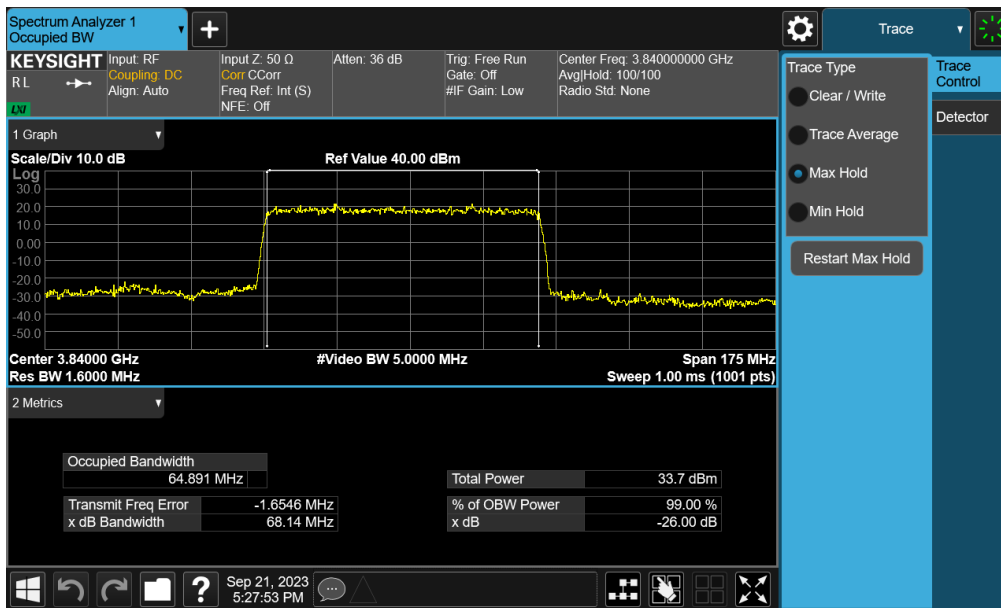 Spectrum Analyzer 1
Occupied BW
Trace
KEYSIGHT
R L
LXI
Input: RF
Coupling: DC
Align: Auto
Input Z: 50 Ω
Corr CCorr
Freq Ref: Int (S)
NFE: Off
Atten: 36 dB
Trig: Free Run
Gate: Off
#IF Gain: Low
Center Freq: 3.840000000 GHz
Avg|Hold: 100/100
Radio Std: None
1 Graph
Scale/Div 10.0 dB
Ref Value 40.00 dBm
Log
30.0
20.0
10.0
0.00
-10.0
-20.0
-30.0
-40.0
-50.0
Center 3.84000 GHz
#Video BW 5.0000 MHz
Span 175 MHz
Res BW 1.6000 MHz
Sweep 1.00 ms (1001 pts)
2 Metrics
Occupied Bandwidth
64.891 MHz
Total Power 33.7 dBm
Transmit Freq Error -1.6546 MHz
% of OBW Power 99.00 %
x dB Bandwidth 68.14 MHz
x dB -26.00 dB
Trace Type
Clear / Write
Trace Average
Max Hold
Min Hold
Restart Max Hold
Trace
Control
Detector
?
Sep 21, 2023
5:27:53 PM